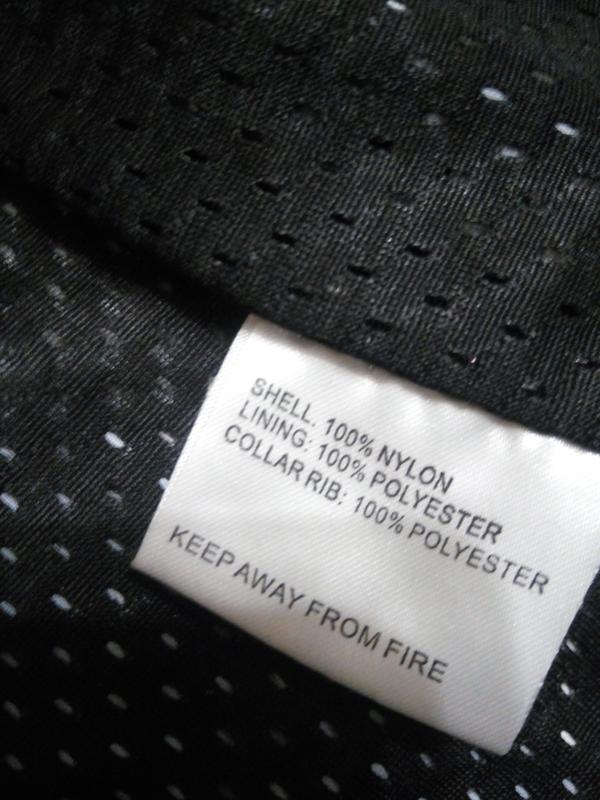 SHELL. 100% NYLON
LINING: 100% POLYESTER
COLLAR RIB: 100% POLYESTER
KEEP AWAY FROM FIRE